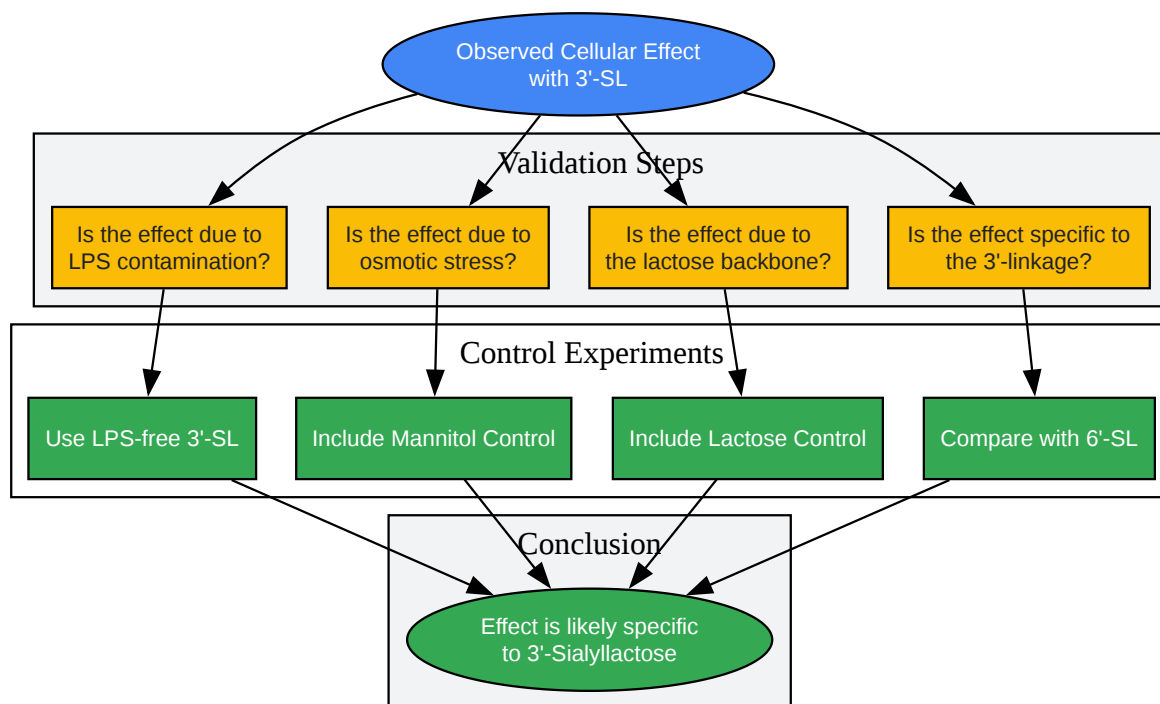 Observed Cellular Effect
with 3'-SL
Validation Steps
Is the effect due to
LPS contamination?
Is the effect due to
osmotic stress?
Is the effect due to
the lactose backbone?
Is the effect specific to
the 3'-linkage?
Control Experiments
Use LPS-free 3'-SL
Include Mannitol Control
Include Lactose Control
Compare with 6'-SL
Conclusion
Effect is likely specific
to 3'-Sialyllactose